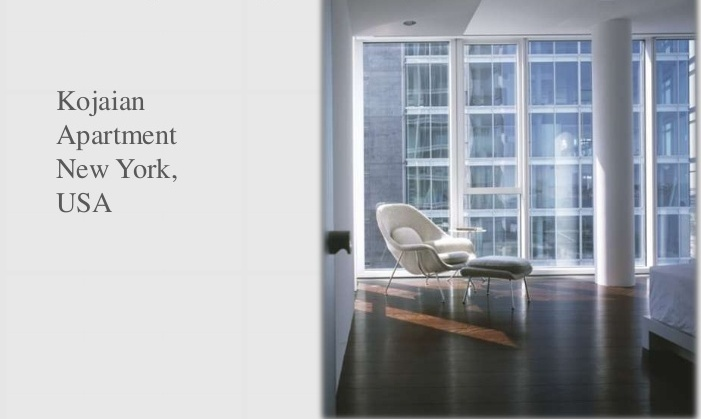 Kojaian
Apartment
New York,
USA